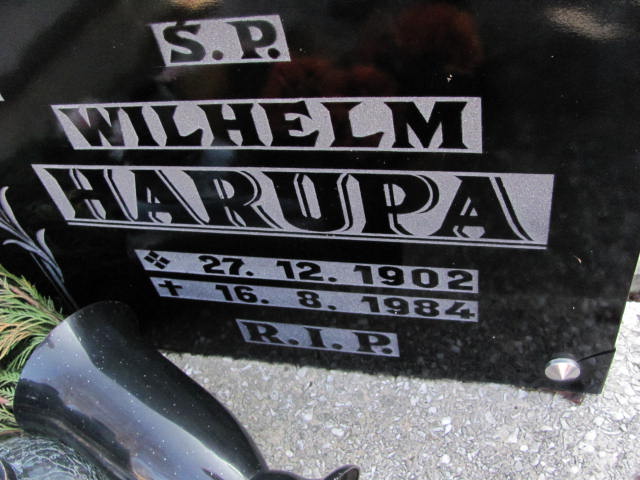 Ś.P.
WILHELM
HARUPA
27. 12. 1902
✝ 16. 8. 1984
R.I.P.